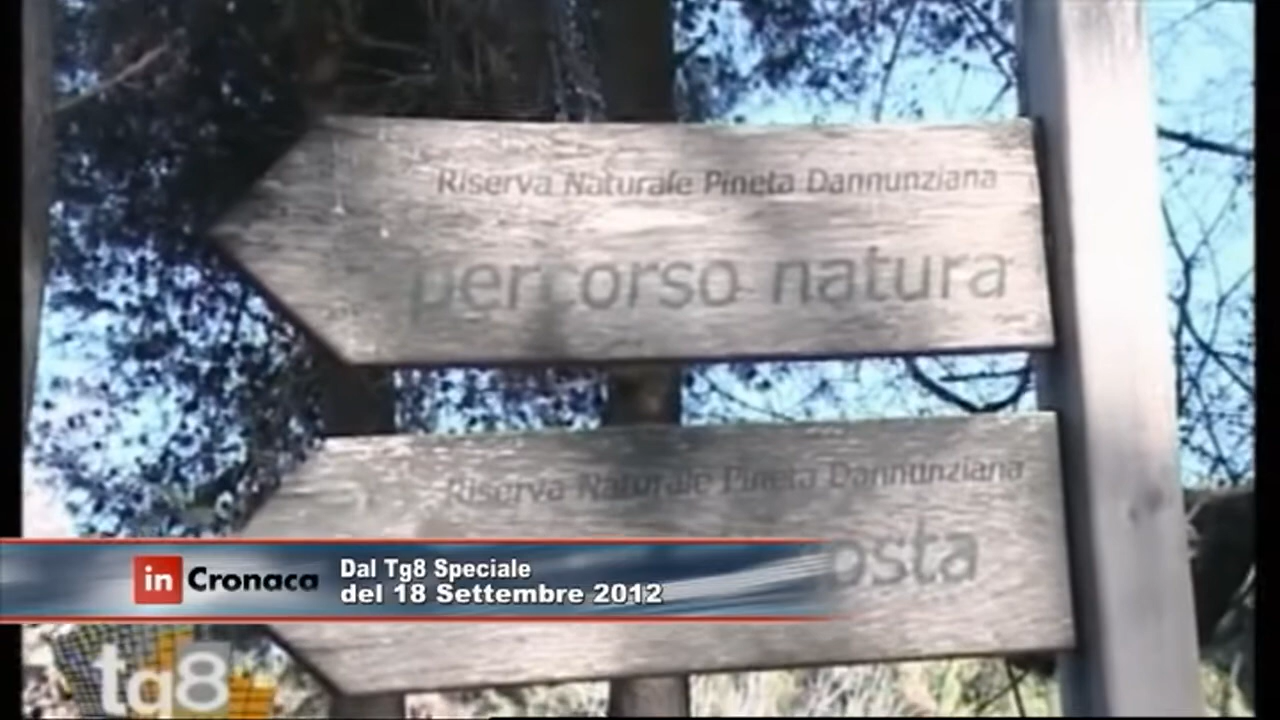 Riserva Naturale Pineta Dannunziana
percorso natura
Riserva Naturale Pineta Dannunziana
in Cronaca
Dal Tg8 Speciale
del 18 Settembre 2012
tg8